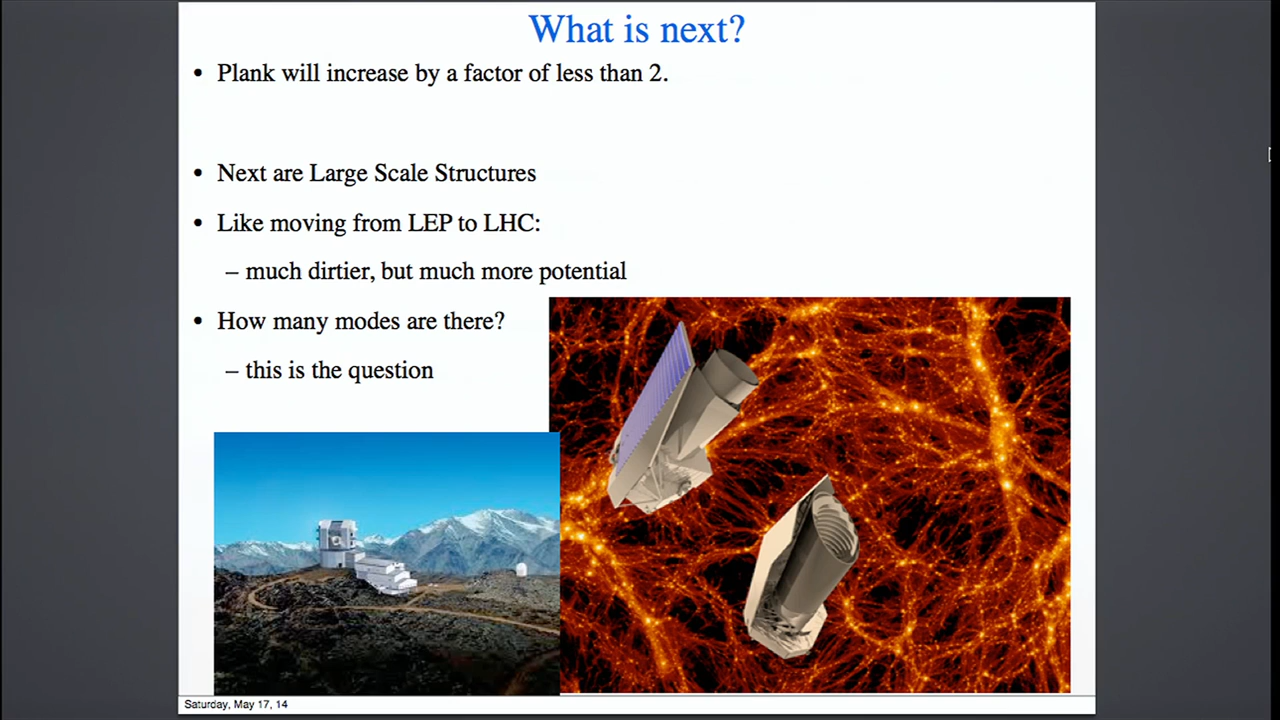 What is next?
• Plank will increase by a factor of less than 2.
• Next are Large Scale Structures
• Like moving from LEP to LHC:
– much dirtier, but much more potential
• How many modes are there?
– this is the question
Saturday, May 17, 14